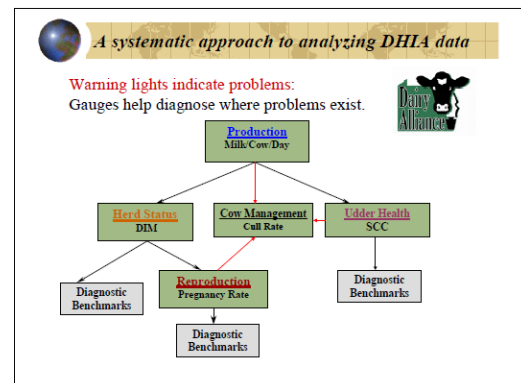 A systematic approach to analyzing DHIA data
Warning lights indicate problems:
Gauges help diagnose where problems exist.
Dairy
Alliance
Production
Milk/Cow/Day
Herd Status
DIM
Cow Management
Cull Rate
Udder Health
SCC
Diagnostic
Benchmarks
Reproduction
Pregnancy Rate
Diagnostic
Benchmarks
Diagnostic
Benchmarks